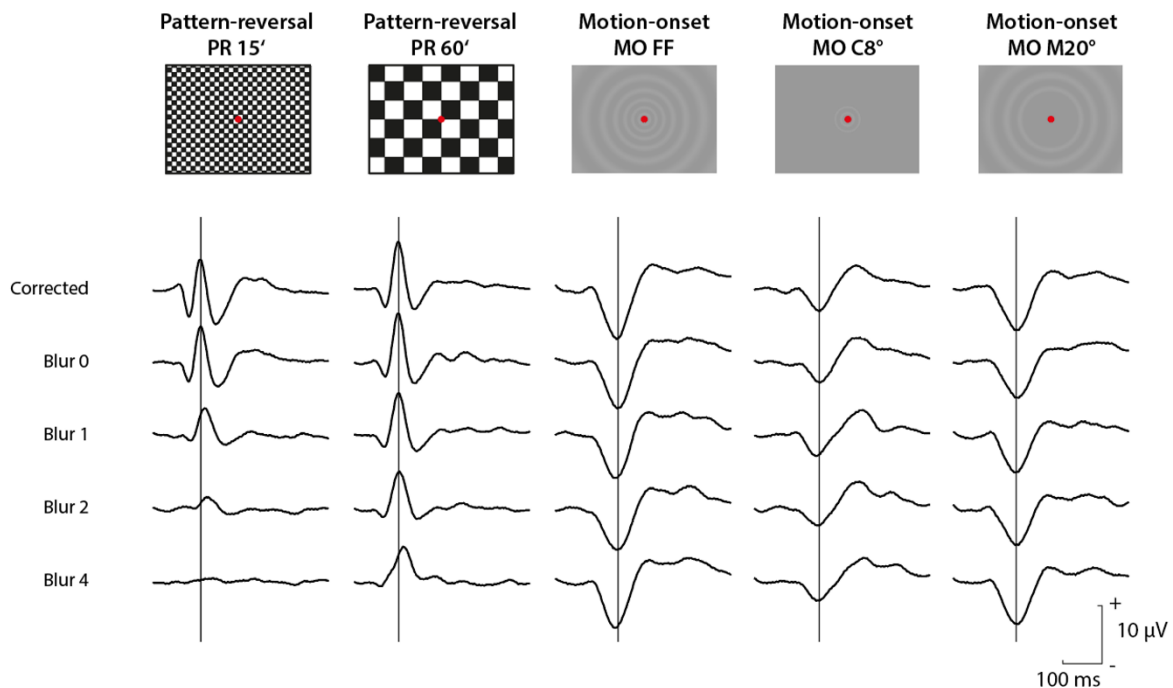 Pattern-reversal
PR 15‘
Pattern-reversal
PR 60‘
Motion-onset
MO FF
Motion-onset
MO C8°
Motion-onset
MO M20°
Corrected
Blur 0
Blur 1
Blur 2
Blur 4
+
10 µV
-
100 ms